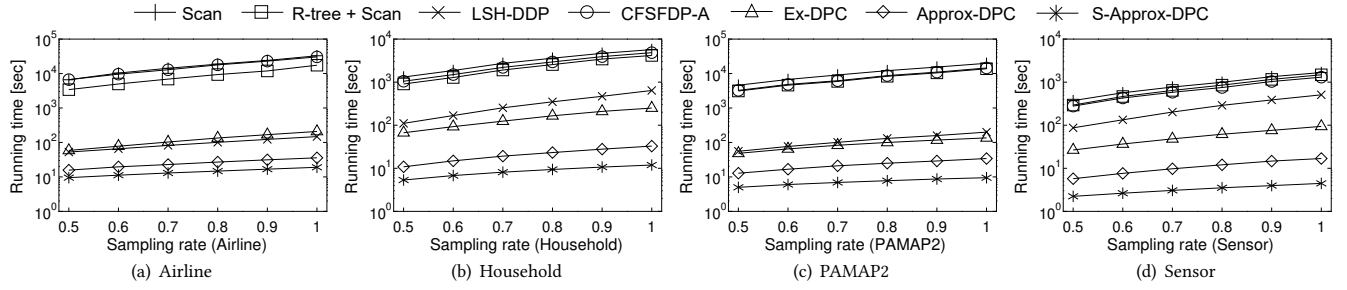 Scan R-tree + Scan LSH-DDP CFSFDP-A Ex-DPC Approx-DPC S-Approx-DPC
Running time [sec]
10^5
10^4
10^3
10^2
10^1
10^0
0.5 0.6 0.7 0.8 0.9 1
Sampling rate (Airline)
(a) Airline
Running time [sec]
10^4
10^3
10^2
10^1
10^0
0.5 0.6 0.7 0.8 0.9 1
Sampling rate (Household)
(b) Household
Running time [sec]
10^5
10^4
10^3
10^2
10^1
10^0
0.5 0.6 0.7 0.8 0.9 1
Sampling rate (PAMAP2)
(c) PAMAP2
Running time [sec]
10^4
10^3
10^2
10^1
10^0
0.5 0.6 0.7 0.8 0.9 1
Sampling rate (Sensor)
(d) Sensor